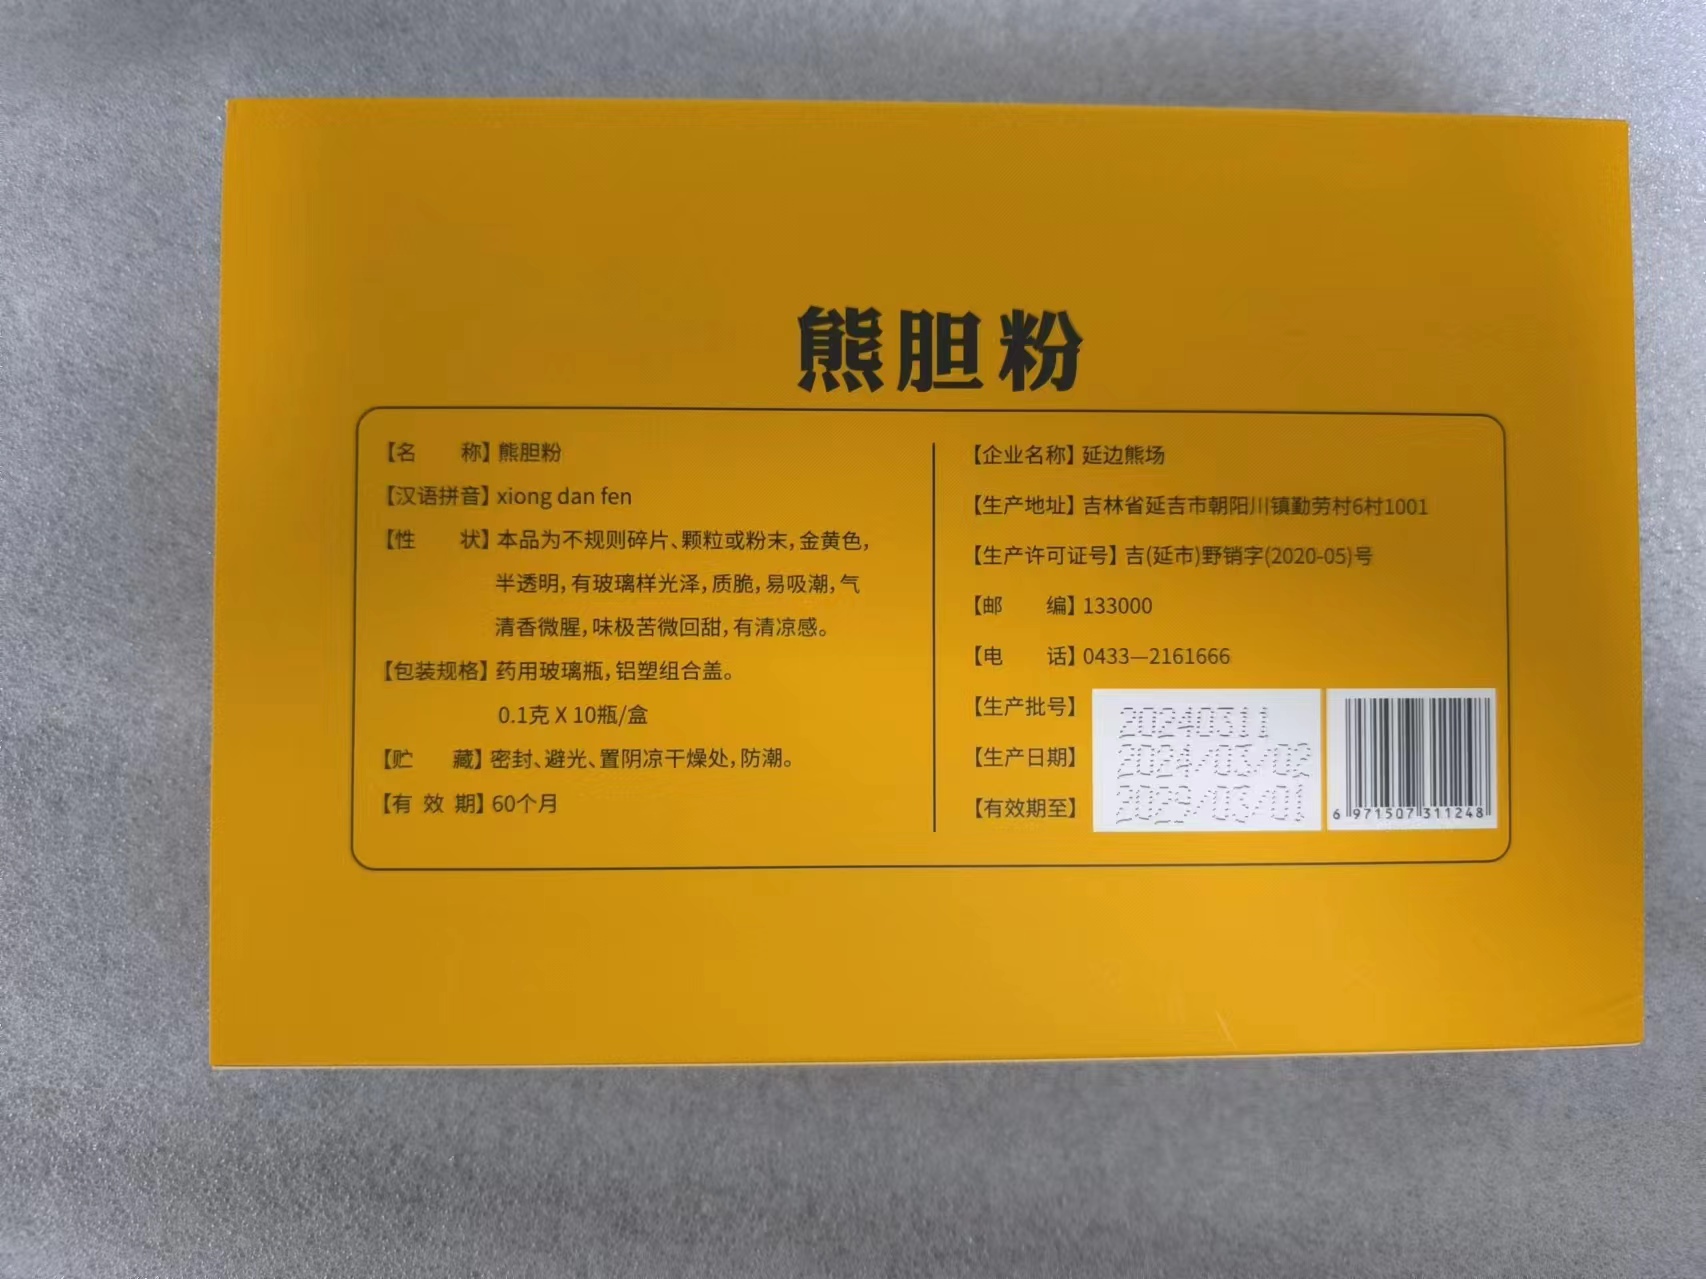 熊胆粉
【名 称】熊胆粉
【汉语拼音】xiong dan fen
【性 状】本品为不规则碎片、颗粒或粉末,金黄色,
半透明,有玻璃样光泽,质脆,易吸潮,气
清香微腥,味极苦微回甜,有清凉感。
【包装规格】药用玻璃瓶,铝塑组合盖。
0.1克 X 10瓶/盒
【贮 藏】密封、避光、置阴凉干燥处,防潮。
【有 效 期】60个月
【企业名称】延边熊场
【生产地址】吉林省延吉市朝阳川镇勤劳村6村1001
【生产许可证号】吉(延市)野销字(2020-05)号
【邮 编】133000
【电 话】0433—2161666
【生产批号】20240311
【生产日期】2024/03/02
【有效期至】2029/03/01
6 971507 311248